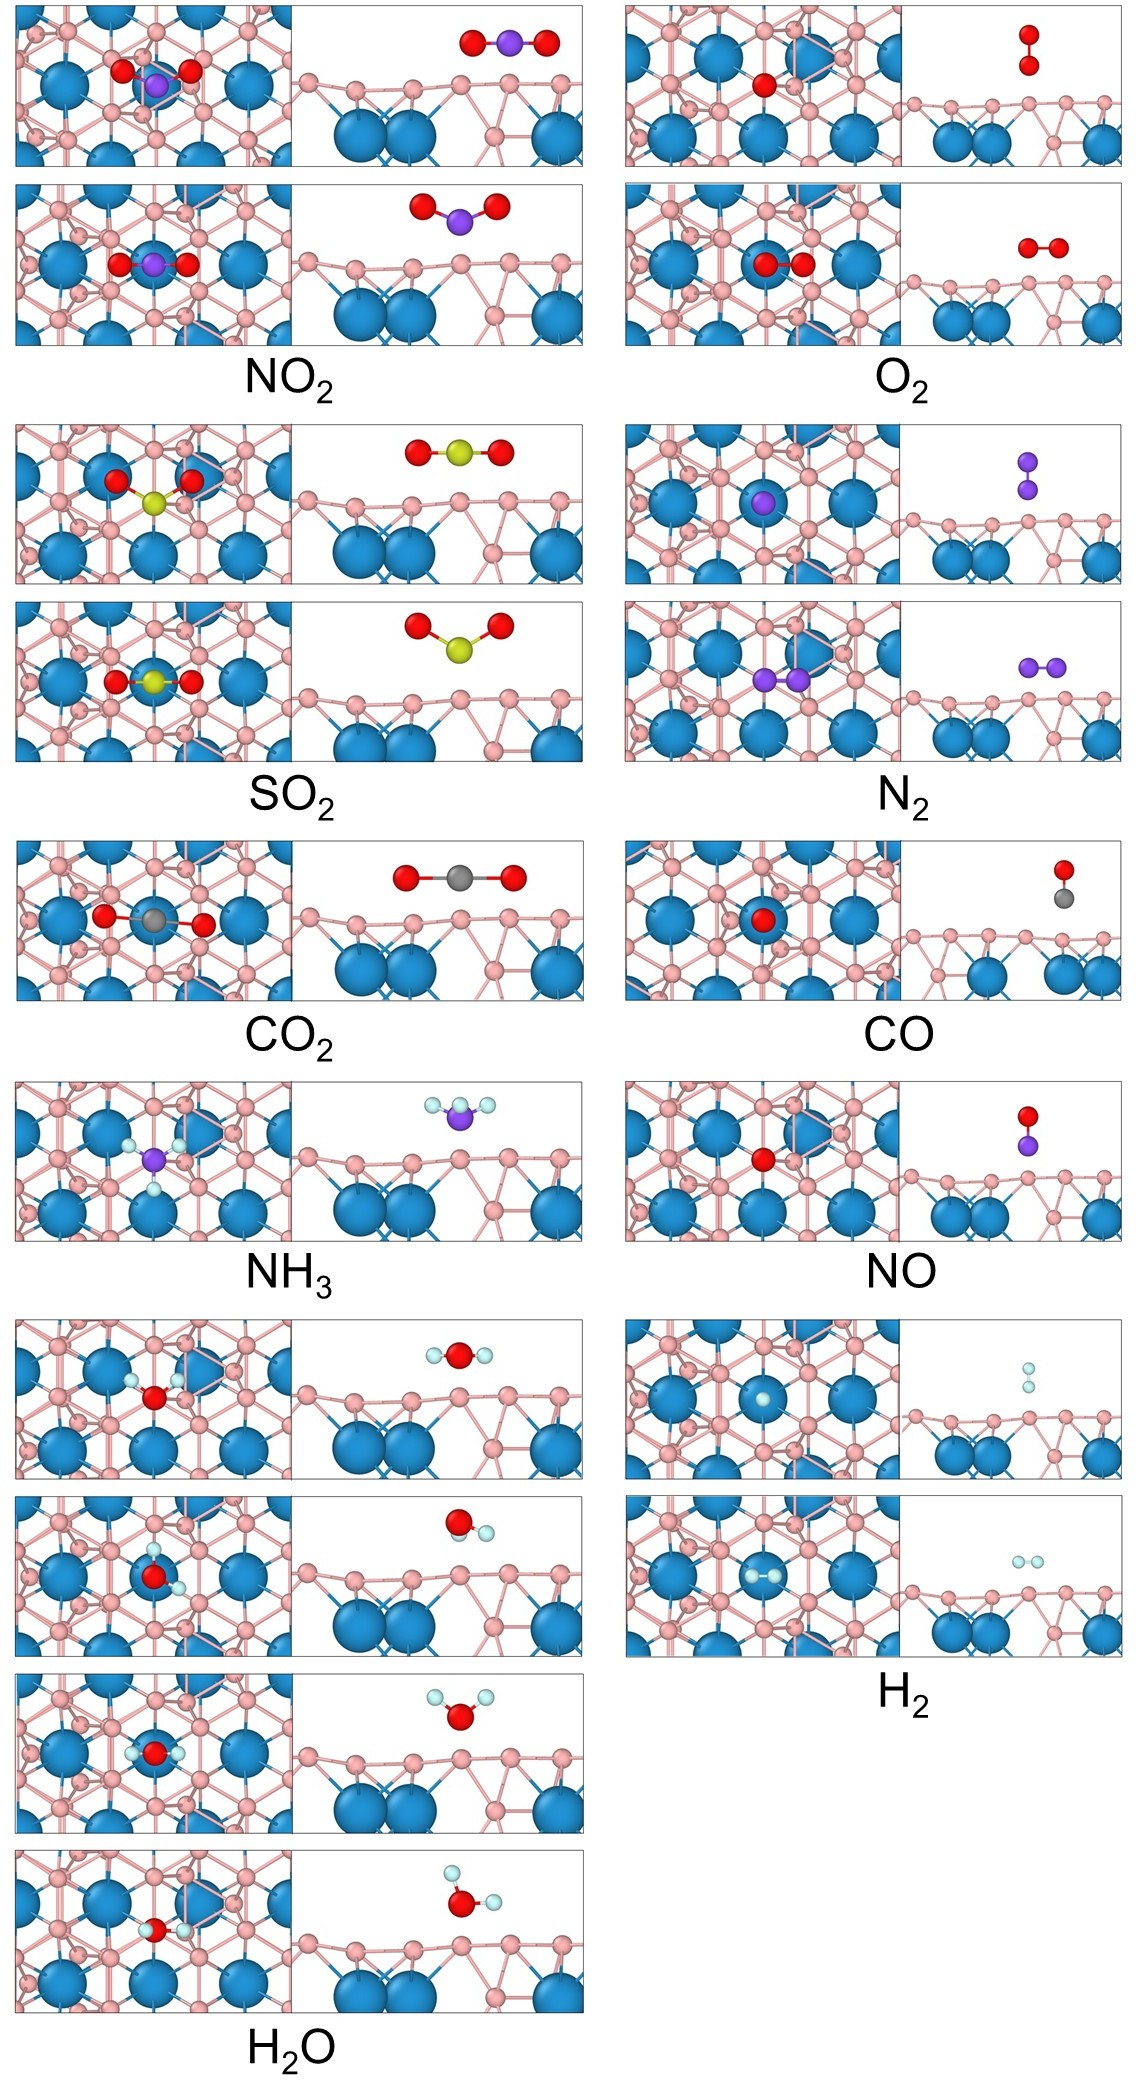 NO₂
O₂
SO₂
N₂
CO₂
CO
NH₃
NO
H₂
H₂O